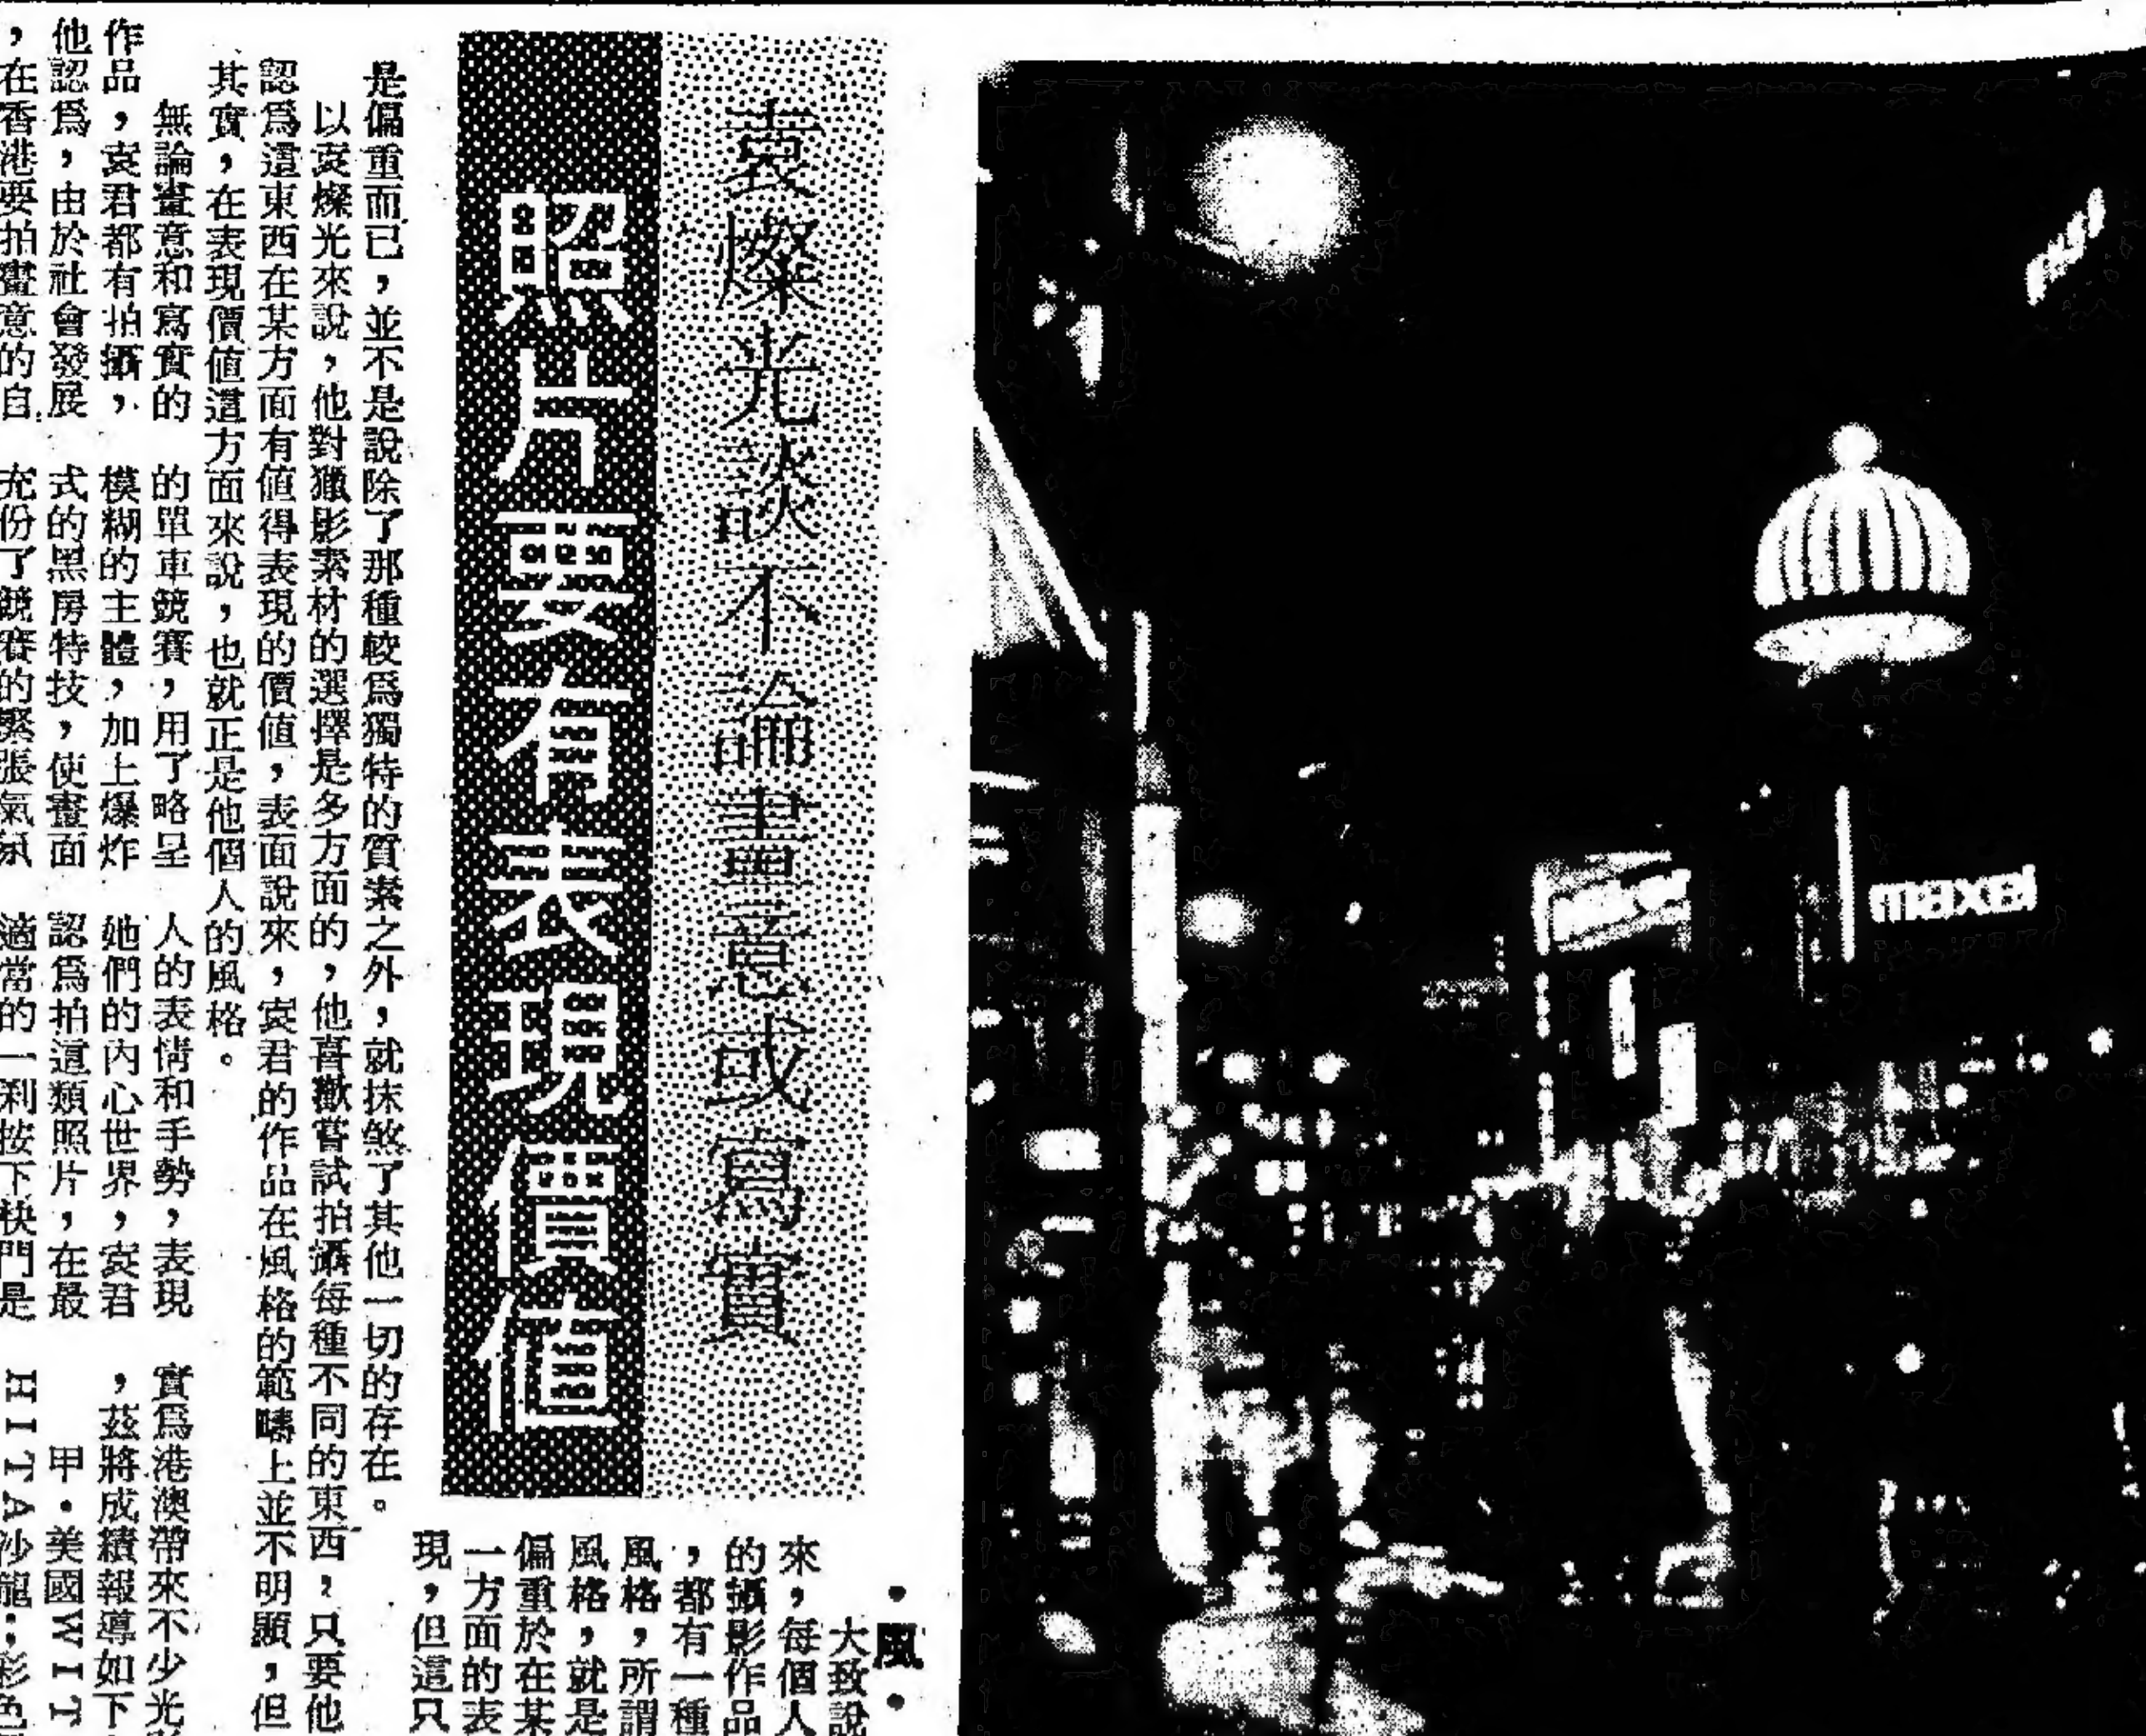 maxell
袁燦光談不論畫意或寫實
照片要有表現價值
•風•
大致說
來，每個人
的攝影作品
，都有一種
風格，所謂
風格，就是
偏重於在某
一方面的表
現，但這只
是偏重而已，並不是說除了那種較爲獨特的質素之外，就抹煞了其他一切的存在。
以袁燦光來說，他對獵影素材的選擇是多方面的，他喜歡嘗試拍攝每種不同的東西，只要他
認爲這東西在某方面有值得表現的價值，表面說來，袁君的作品在風格的範疇上並不明顯，但
其實，在表現價值這方面來說，也就正是他個人的風格。
無論畫意和寫實的
作品，袁君都有拍攝，
他認爲，由於社會發展
，在香港要拍畫意的自
的單車競賽，用了略呈
模糊的主體，加上爆炸
式的黑房特技，使畫面
充份了競賽的緊張氣氛
人的表情和手勢，表現
她們的內心世界，袁君
認爲拍這類照片，在最
適當的一刹按下快門是
實爲港澳帶來不少光
，茲將成績報導如下
甲•美國WIT
HITA沙龍：彩色